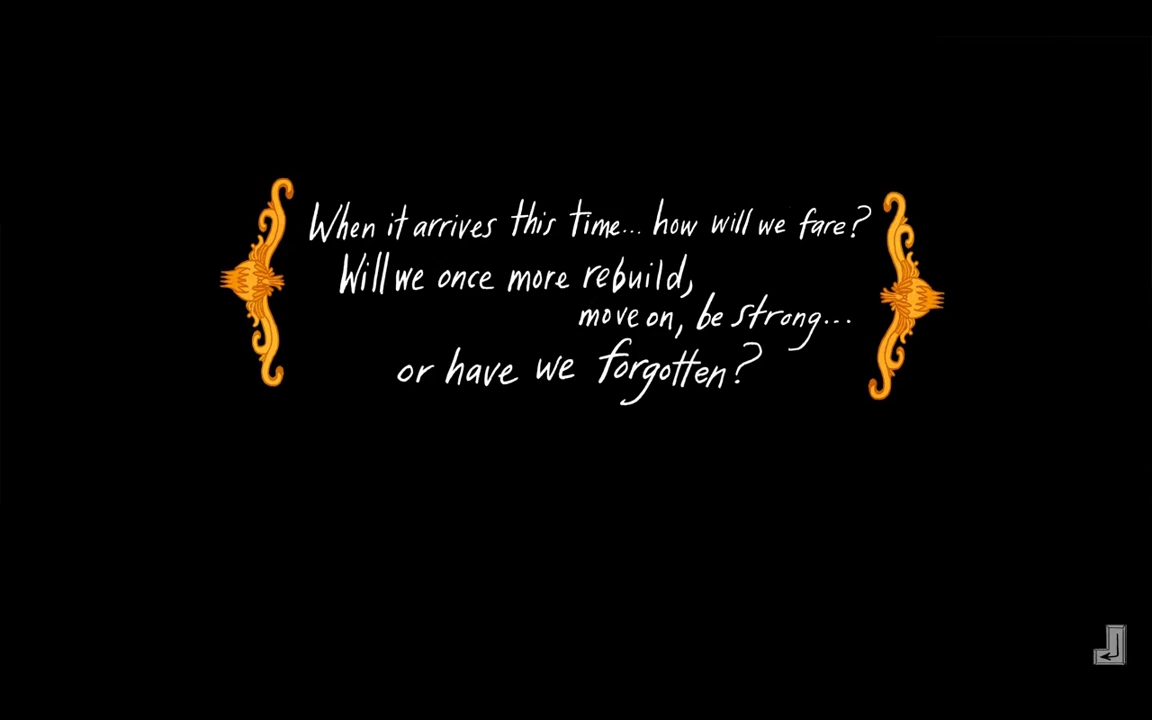 When it arrives this time... how will we fare?
Will we once more rebuild,
move on, be strong...
or have we forgotten?